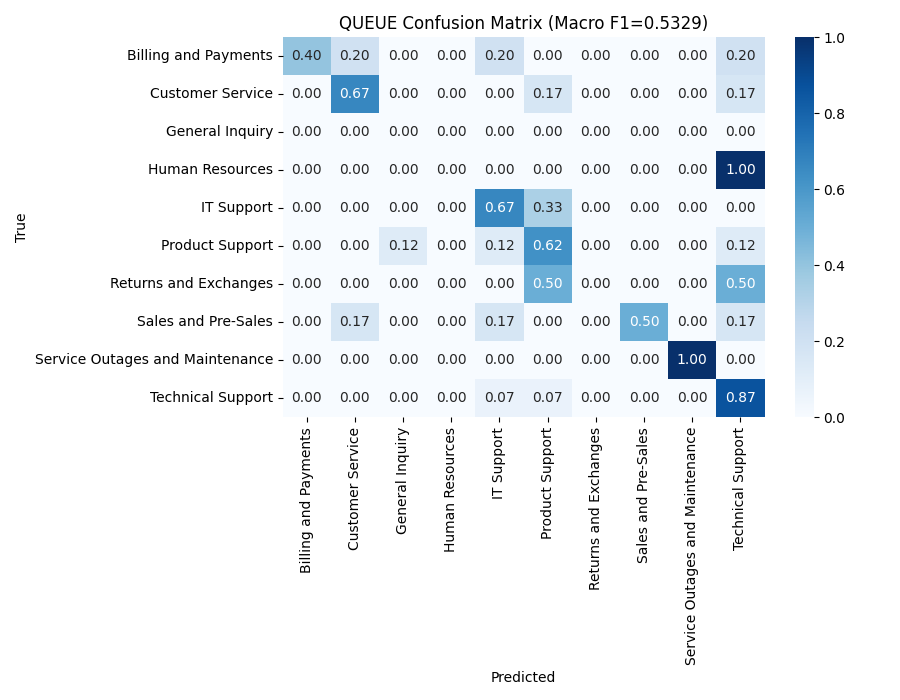 QUEUE Confusion Matrix (Macro F1=0.5329)
Billing and Payments 0.40 0.20 0.00 0.00 0.20 0.00 0.00 0.00 0.00 0.20
Customer Service 0.00 0.67 0.00 0.00 0.00 0.17 0.00 0.00 0.00 0.17
General Inquiry 0.00 0.00 0.00 0.00 0.00 0.00 0.00 0.00 0.00 0.00
Human Resources 0.00 0.00 0.00 0.00 0.00 0.00 0.00 0.00 0.00 1.00
IT Support 0.00 0.00 0.00 0.00 0.67 0.33 0.00 0.00 0.00 0.00
Product Support 0.00 0.00 0.12 0.00 0.12 0.62 0.00 0.00 0.00 0.12
Returns and Exchanges 0.00 0.00 0.00 0.00 0.00 0.50 0.00 0.00 0.00 0.50
Sales and Pre-Sales 0.00 0.17 0.00 0.00 0.17 0.00 0.00 0.50 0.00 0.17
Service Outages and Maintenance 0.00 0.00 0.00 0.00 0.00 0.00 0.00 0.00 1.00 0.00
Technical Support 0.00 0.00 0.00 0.00 0.07 0.07 0.00 0.00 0.00 0.87
True
Billing and Payments
Customer Service
General Inquiry
Human Resources
IT Support
Product Support
Returns and Exchanges
Sales and Pre-Sales
Service Outages and Maintenance
Technical Support
Predicted
1.0
0.8
0.6
0.4
0.2
0.0